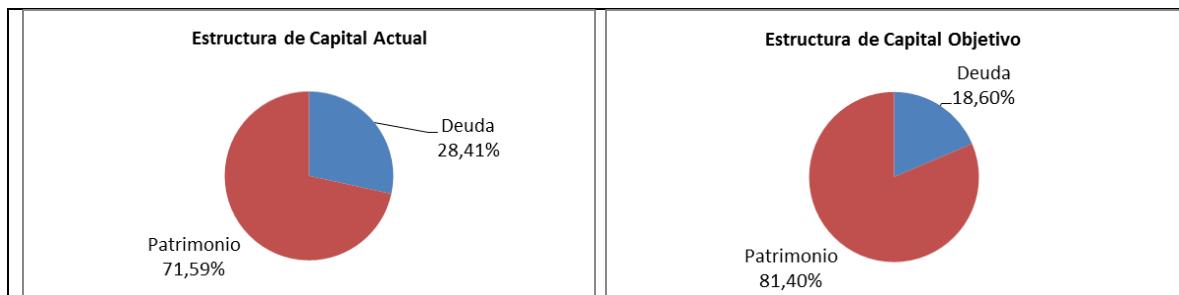 Estructura de Capital Actual
Deuda
28,41%
Patrimonio
71,59%
Estructura de Capital Objetivo
Deuda
18,60%
Patrimonio
81,40%